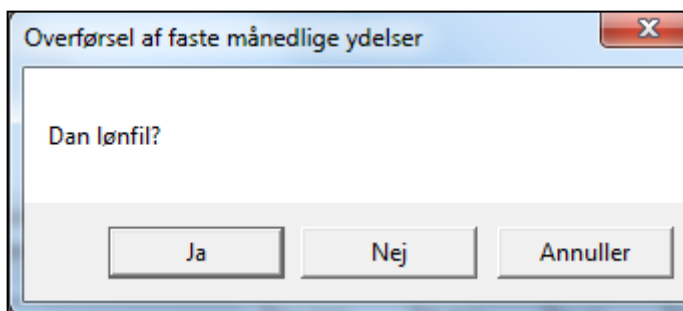 Overførsel af faste månedlige ydelser
Dan lønfil?
Ja
Nej
Annuller